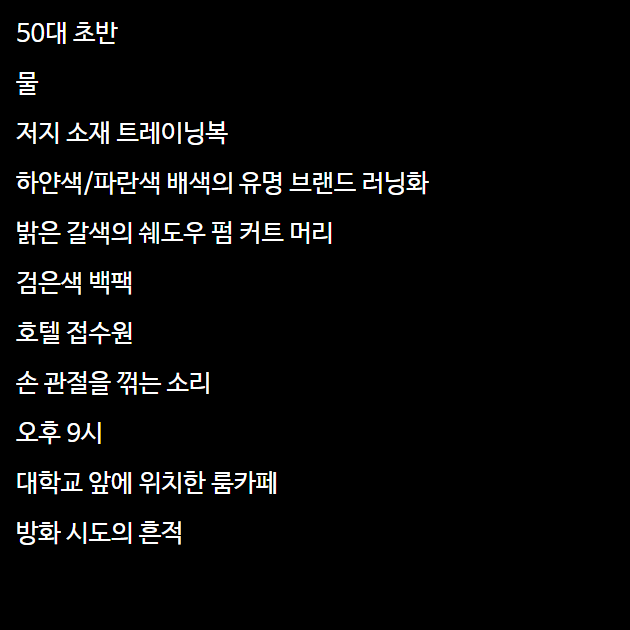 50대 초반
물
저지 소재 트레이닝복
하얀색/파란색 배색의 유명 브랜드 러닝화
밝은 갈색의 쉐도우 펌 커트 머리
검은색 백팩
호텔 접수원
손 관절을 꺾는 소리
오후 9시
대학교 앞에 위치한 룸카페
방화 시도의 흔적